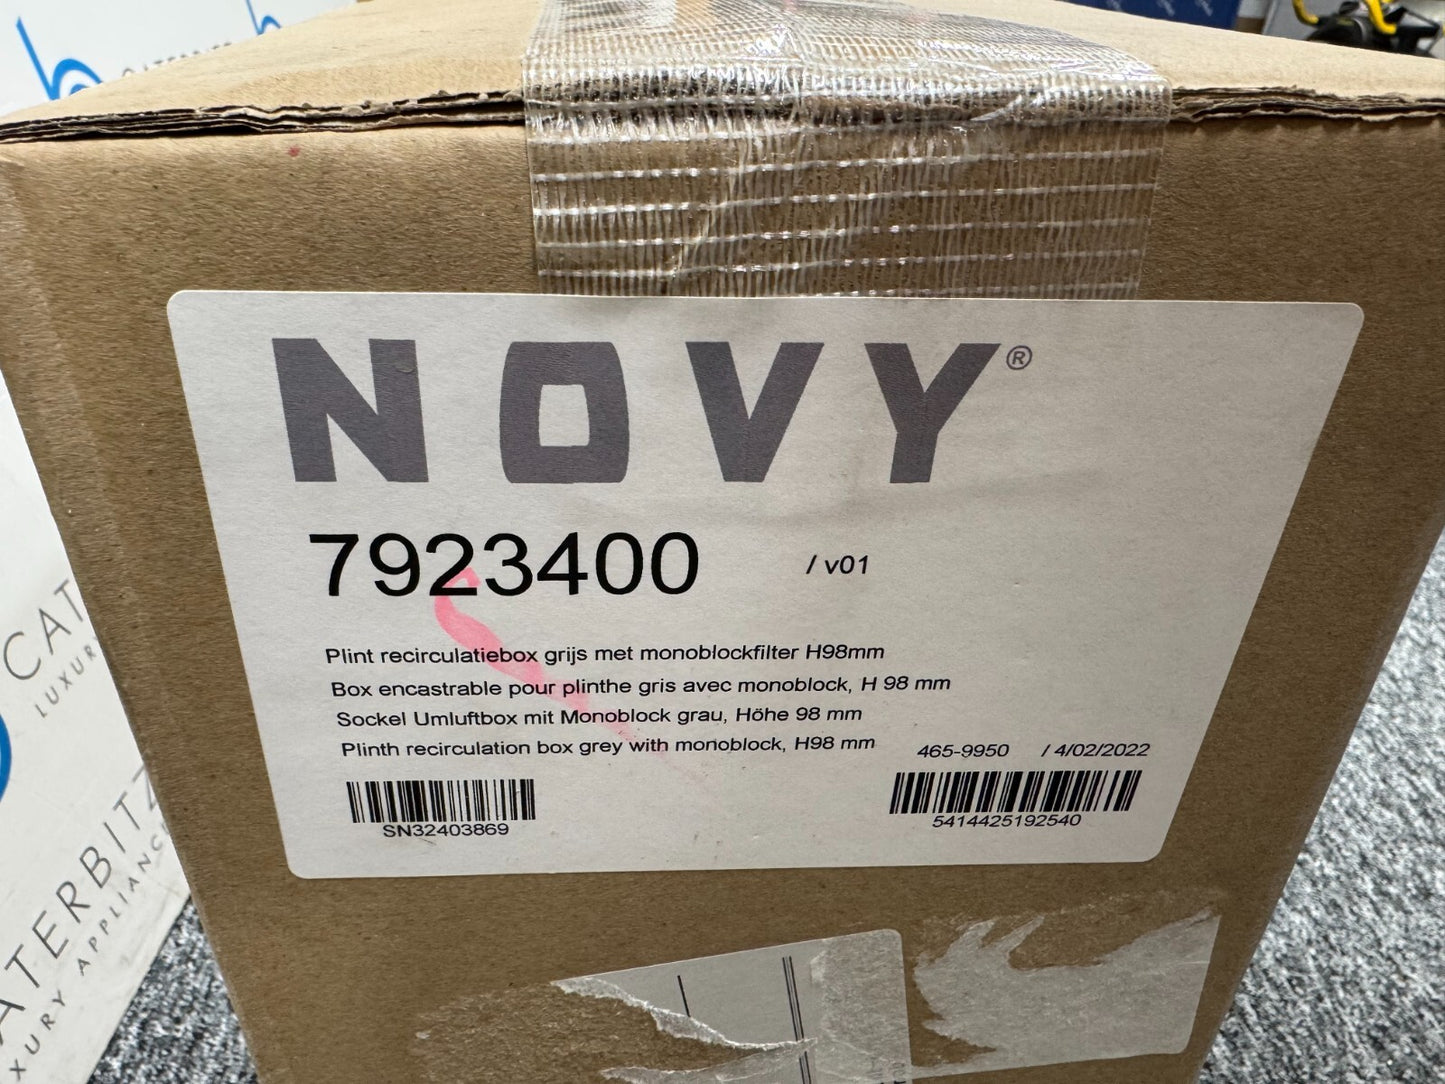 NOVY®
7923400 / v01
Plint recirculatiebox grijs met monoblockfilter H98mm
Box encastrable pour plinthe gris avec monoblock, H 98 mm
Sockel Umluftbox mit Monoblock grau, Höhe 98 mm
Plinth recirculation box grey with monoblock, H98 mm
465-9950 / 4/02/2022
SN32403869
5414425192540